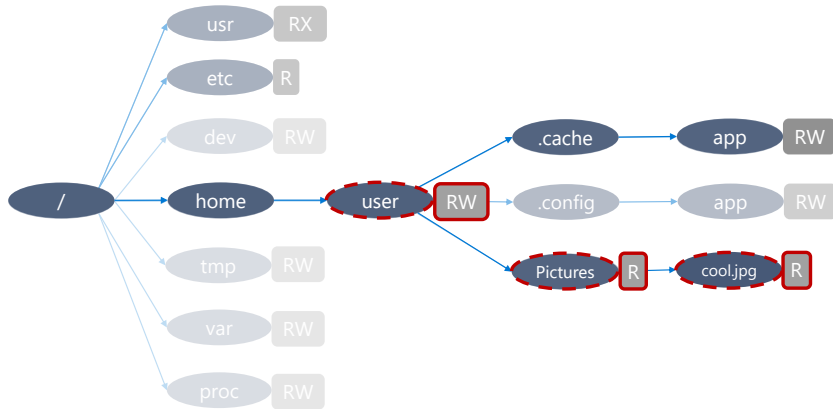 usr RX
etc R
dev RW
/ home user RW
.cache app RW
.config app RW
Pictures R cool.jpg R
tmp RW
var RW
proc RW